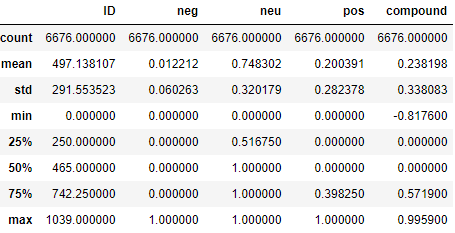 ID neg neu pos compound
count 6676.000000 6676.000000 6676.000000 6676.000000 6676.000000
mean 497.138107 0.012212 0.748302 0.200391 0.238198
std 291.553523 0.060263 0.320179 0.282378 0.338083
min 0.000000 0.000000 0.000000 0.000000 -0.817600
25% 250.000000 0.000000 0.516750 0.000000 0.000000
50% 465.000000 0.000000 1.000000 0.000000 0.000000
75% 742.250000 0.000000 1.000000 0.398250 0.571900
max 1039.000000 1.000000 1.000000 1.000000 0.995900